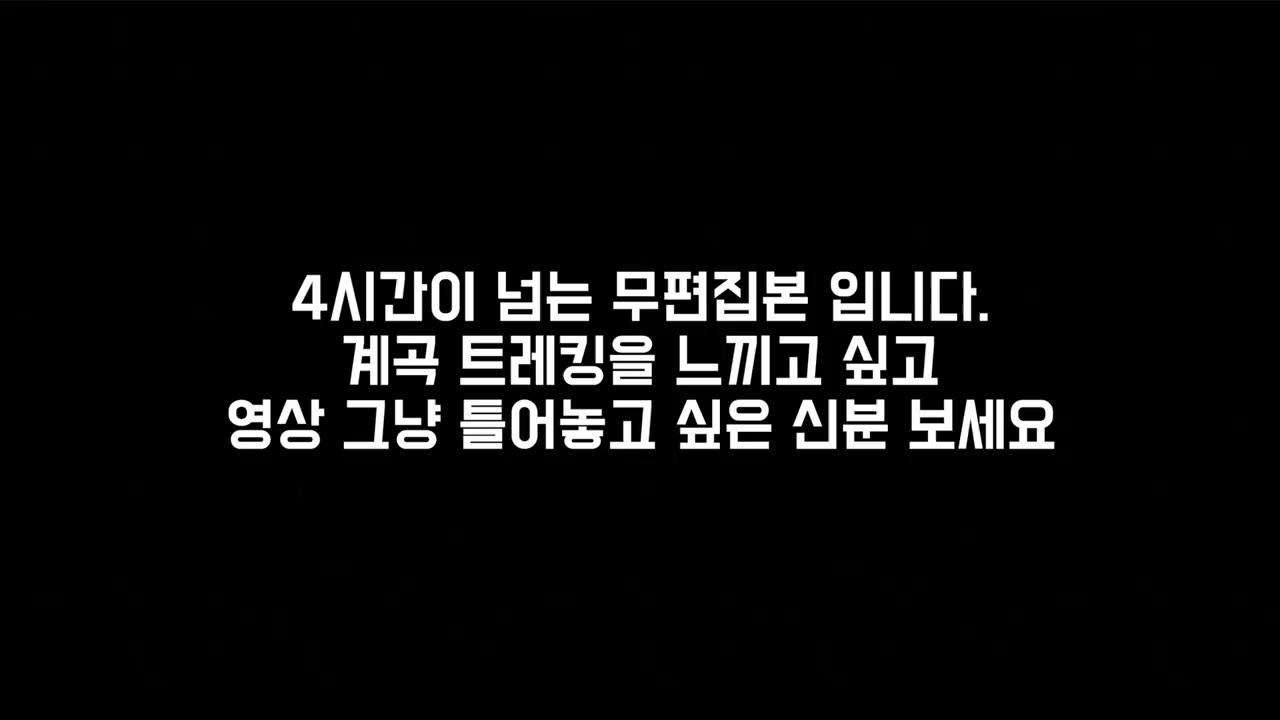 4시간이 넘는 무편집본 입니다.
계곡 트레킹을 느끼고 싶고
영상 그냥 틀어놓고 싶은 신분 보세요